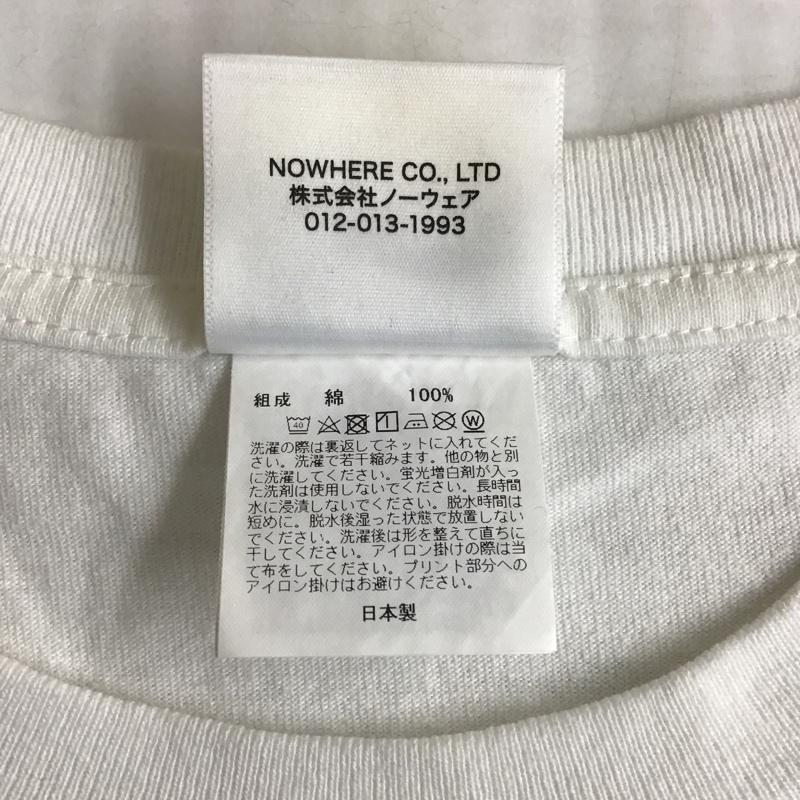 NOWHERE CO., LTD
株式会社ノーウェア
012-013-1993
組成 綿 100%
40 W
洗濯の際は裏返してネットに入れてくだ
さい。洗濯で若干縮みます。他の物と別
に洗濯してください。蛍光増白剤が入っ
た洗剤は使用しないでください。長時間
水に浸漬しないでください。脱水時間は
短めに。脱水後湿った状態で放置しない
でください。洗濯後は形を整えて直ちに
干してください。アイロン掛けの際は当
て布をしてください。プリント部分への
アイロン掛けはお避けください。
日本製